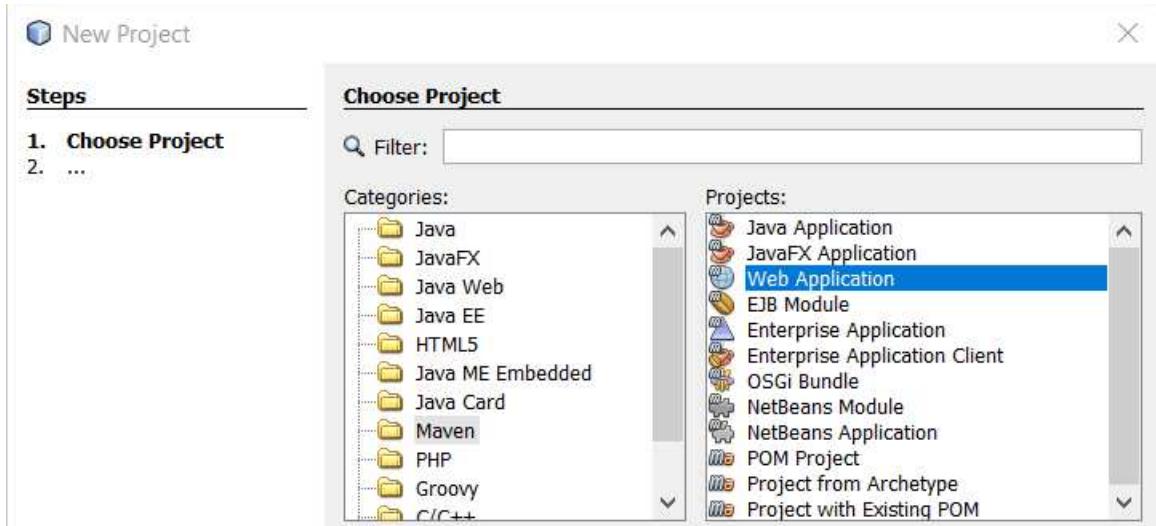 New Project
Steps
1. Choose Project
2. ...
Choose Project
Filter:
Categories:
Java
JavaFX
Java Web
Java EE
HTML5
Java ME Embedded
Java Card
Maven
PHP
Groovy
C/C++
Projects:
Java Application
JavaFX Application
Web Application
EJB Module
Enterprise Application
Enterprise Application Client
OSGi Bundle
NetBeans Module
NetBeans Application
POM Project
Project from Archetype
Project with Existing POM